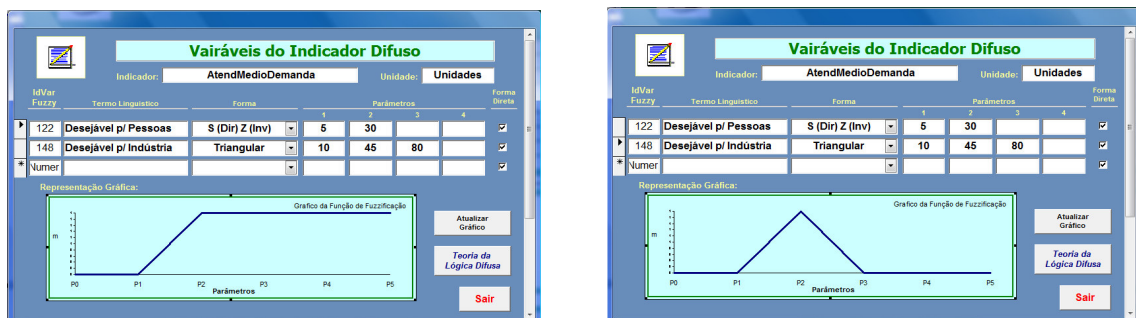 Vairáveis do Indicador Difuso
Indicador: AtendMedioDemanda Unidade: Unidades
IdVar Fuzzy Termo Linguistico Forma Parâmetros Forma Direta
1 2 3 4
122 Desejável p/ Pessoas S (Dir) Z (Inv) 5 30
148 Desejável p/ Indústria Triangular 10 45 80
Numer
Representação Gráfica:
Grafico da Função de Fuzzificação
m
P0 P1 P2 P3 P4 P5
Parâmetros
Atualizar
Gráfico
Teoria da
Lógica Difusa
Sair
Vairáveis do Indicador Difuso
Indicador: AtendMedioDemanda Unidade: Unidades
IdVar Fuzzy Termo Linguistico Forma Parâmetros Forma Direta
1 2 3 4
122 Desejável p/ Pessoas S (Dir) Z (Inv) 5 30
148 Desejável p/ Indústria Triangular 10 45 80
Numer
Representação Gráfica:
Grafico da Função de Fuzzificação
m
P0 P1 P2 P3 P4 P5
Parâmetros
Atualizar
Gráfico
Teoria da
Lógica Difusa
Sair